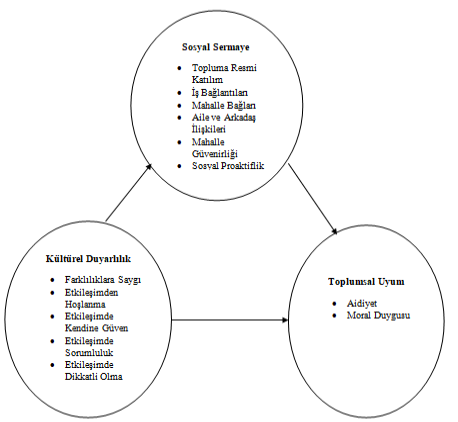 Sosyal Sermaye
• Topluma Resmi
Katılım
• İş Bağlantıları
• Mahalle Bağları
• Aile ve Arkadaş
İlişkileri
• Mahalle
Güvenirliği
• Sosyal Proaktiflik
Kültürel Duyarlılık
• Farklılıklara Saygı
• Etkileşimden
Hoşlanma
• Etkileşimde
Kendine Güven
• Etkileşimde
Sorumluluk
• Etkileşimde
Dikkatli Olma
Toplumsal Uyum
• Aidiyet
• Moral Duygusu